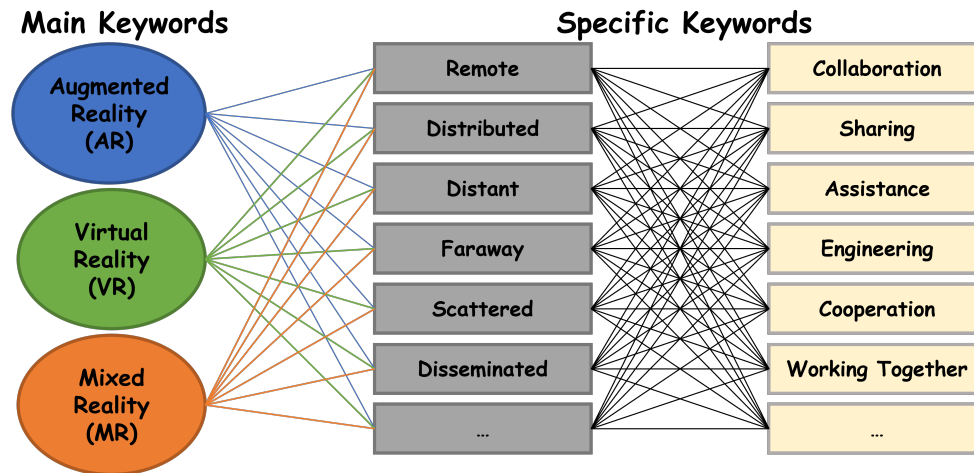 Main Keywords
Specific Keywords
Augmented
Reality
(AR)
Virtual
Reality
(VR)
Mixed
Reality
(MR)
Remote
Distributed
Distant
Faraway
Scattered
Disseminated
...
Collaboration
Sharing
Assistance
Engineering
Cooperation
Working Together
...